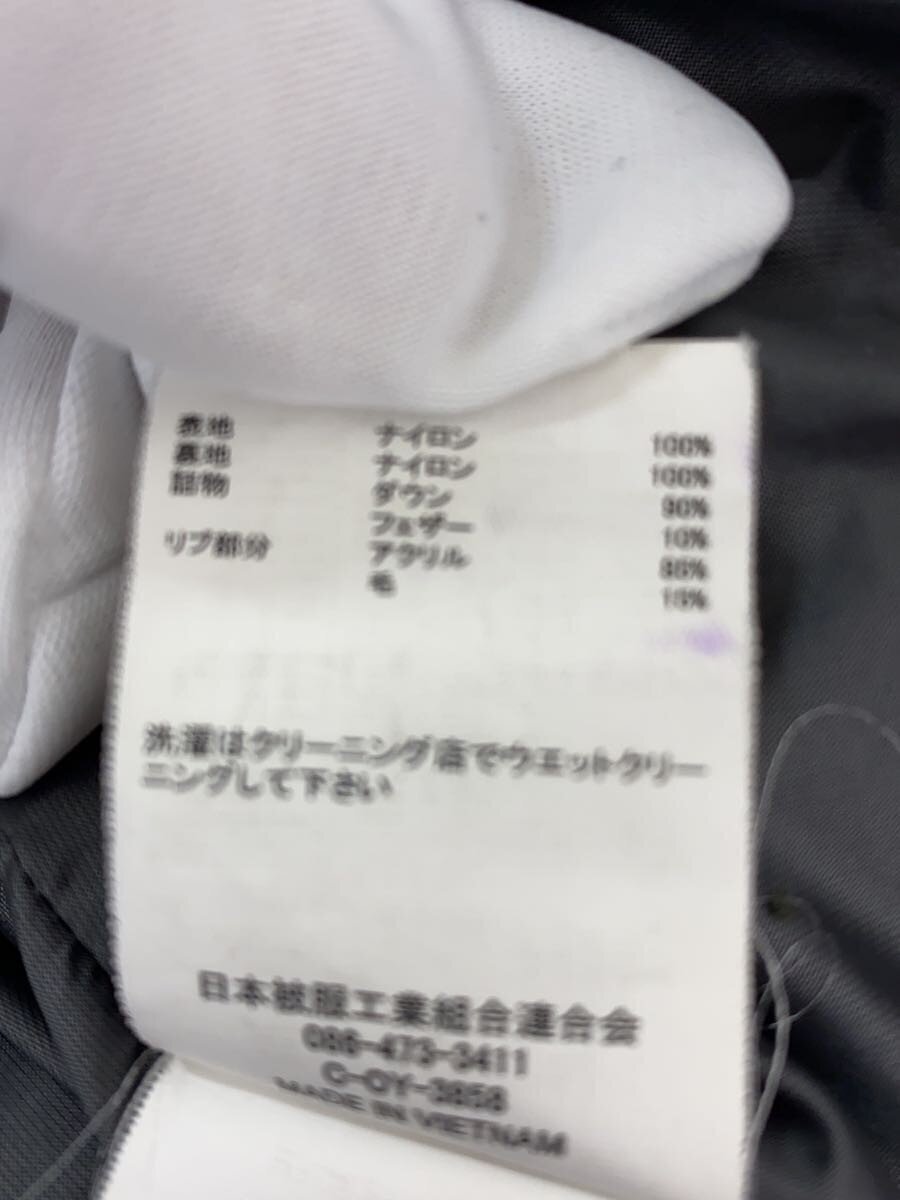 表地 ナイロン 100%
裏地 ナイロン 100%
詰物 ダウン 90%
フェザー 10%
リブ部分 アクリル 85%
毛 15%
洗濯はクリーニング店でウエットクリー
ニングして下さい
日本被服工業組合連合会
086-473-3411
C-OY-3858
MADE IN VIETNAM